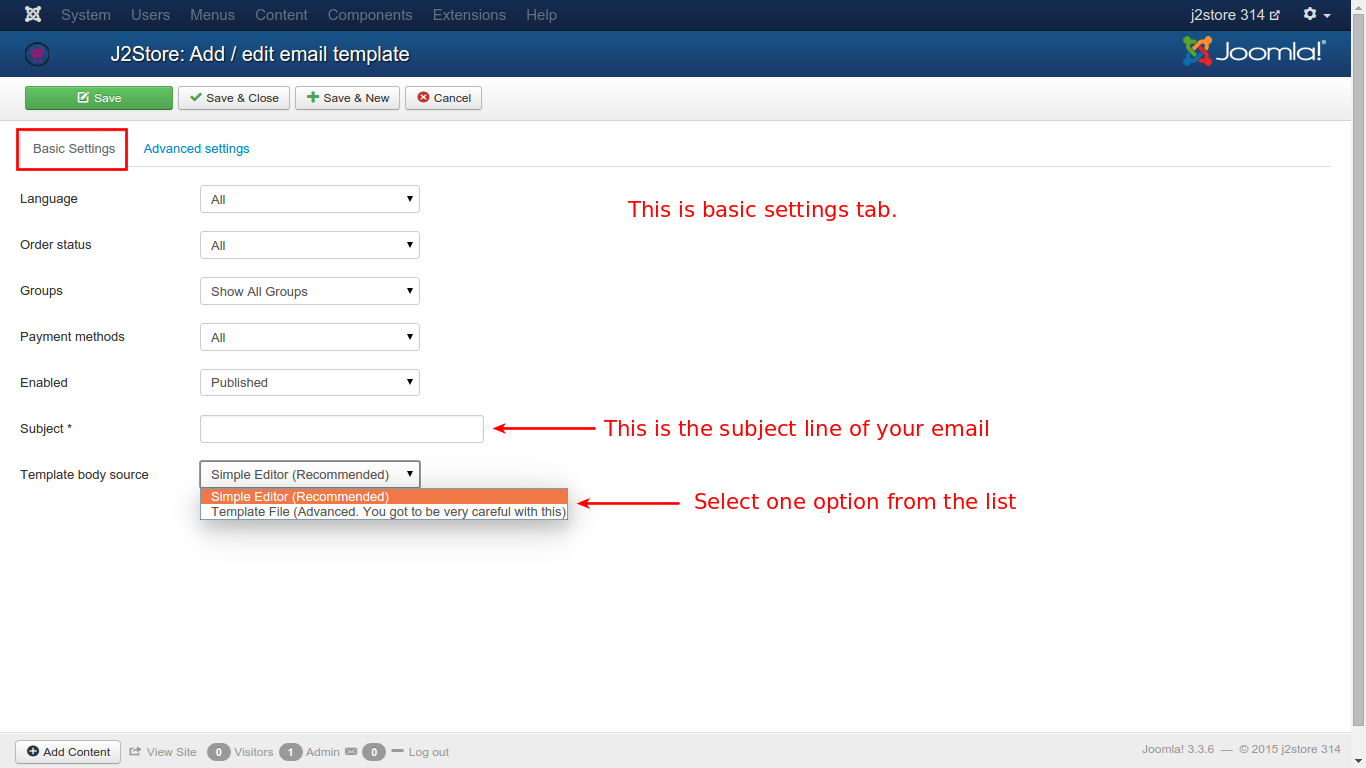 System Users Menus Content Components Extensions Help j2store 314
J2Store: Add / edit email template Joomla!®
Save Save & Close Save & New Cancel
Basic Settings Advanced settings
Language All
This is basic settings tab.
Order status All
Groups Show All Groups
Payment methods All
Enabled Published
Subject * This is the subject line of your email
Template body source Simple Editor (Recommended)
Simple Editor (Recommended)
Select one option from the list
Template File (Advanced. You got to be very careful with this)
Add Content View Site 0 Visitors 1 Admin 0 Log out Joomla! 3.3.6 — © 2015 j2store 314